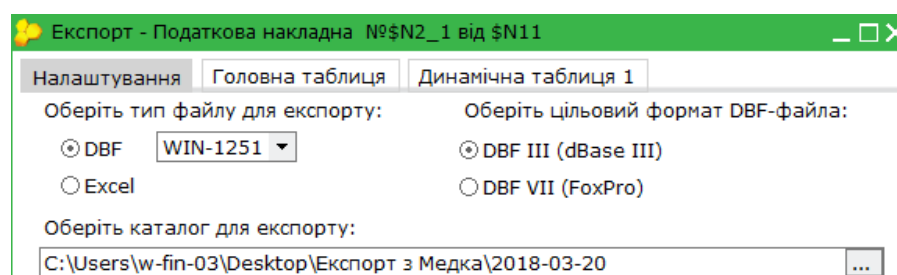 Експорт - Податкова накладна №$N2_1 від $N11
Налаштування Головна таблиця Динамічна таблиця 1
Оберіть тип файлу для експорту: Оберіть цільовий формат DBF-файла:
DBF WIN-1251 DBF III (dBase III)
Excel DBF VII (FoxPro)
Оберіть каталог для експорту:
C:\Users\w-fin-03\Desktop\Експорт з Медка\2018-03-20 ...